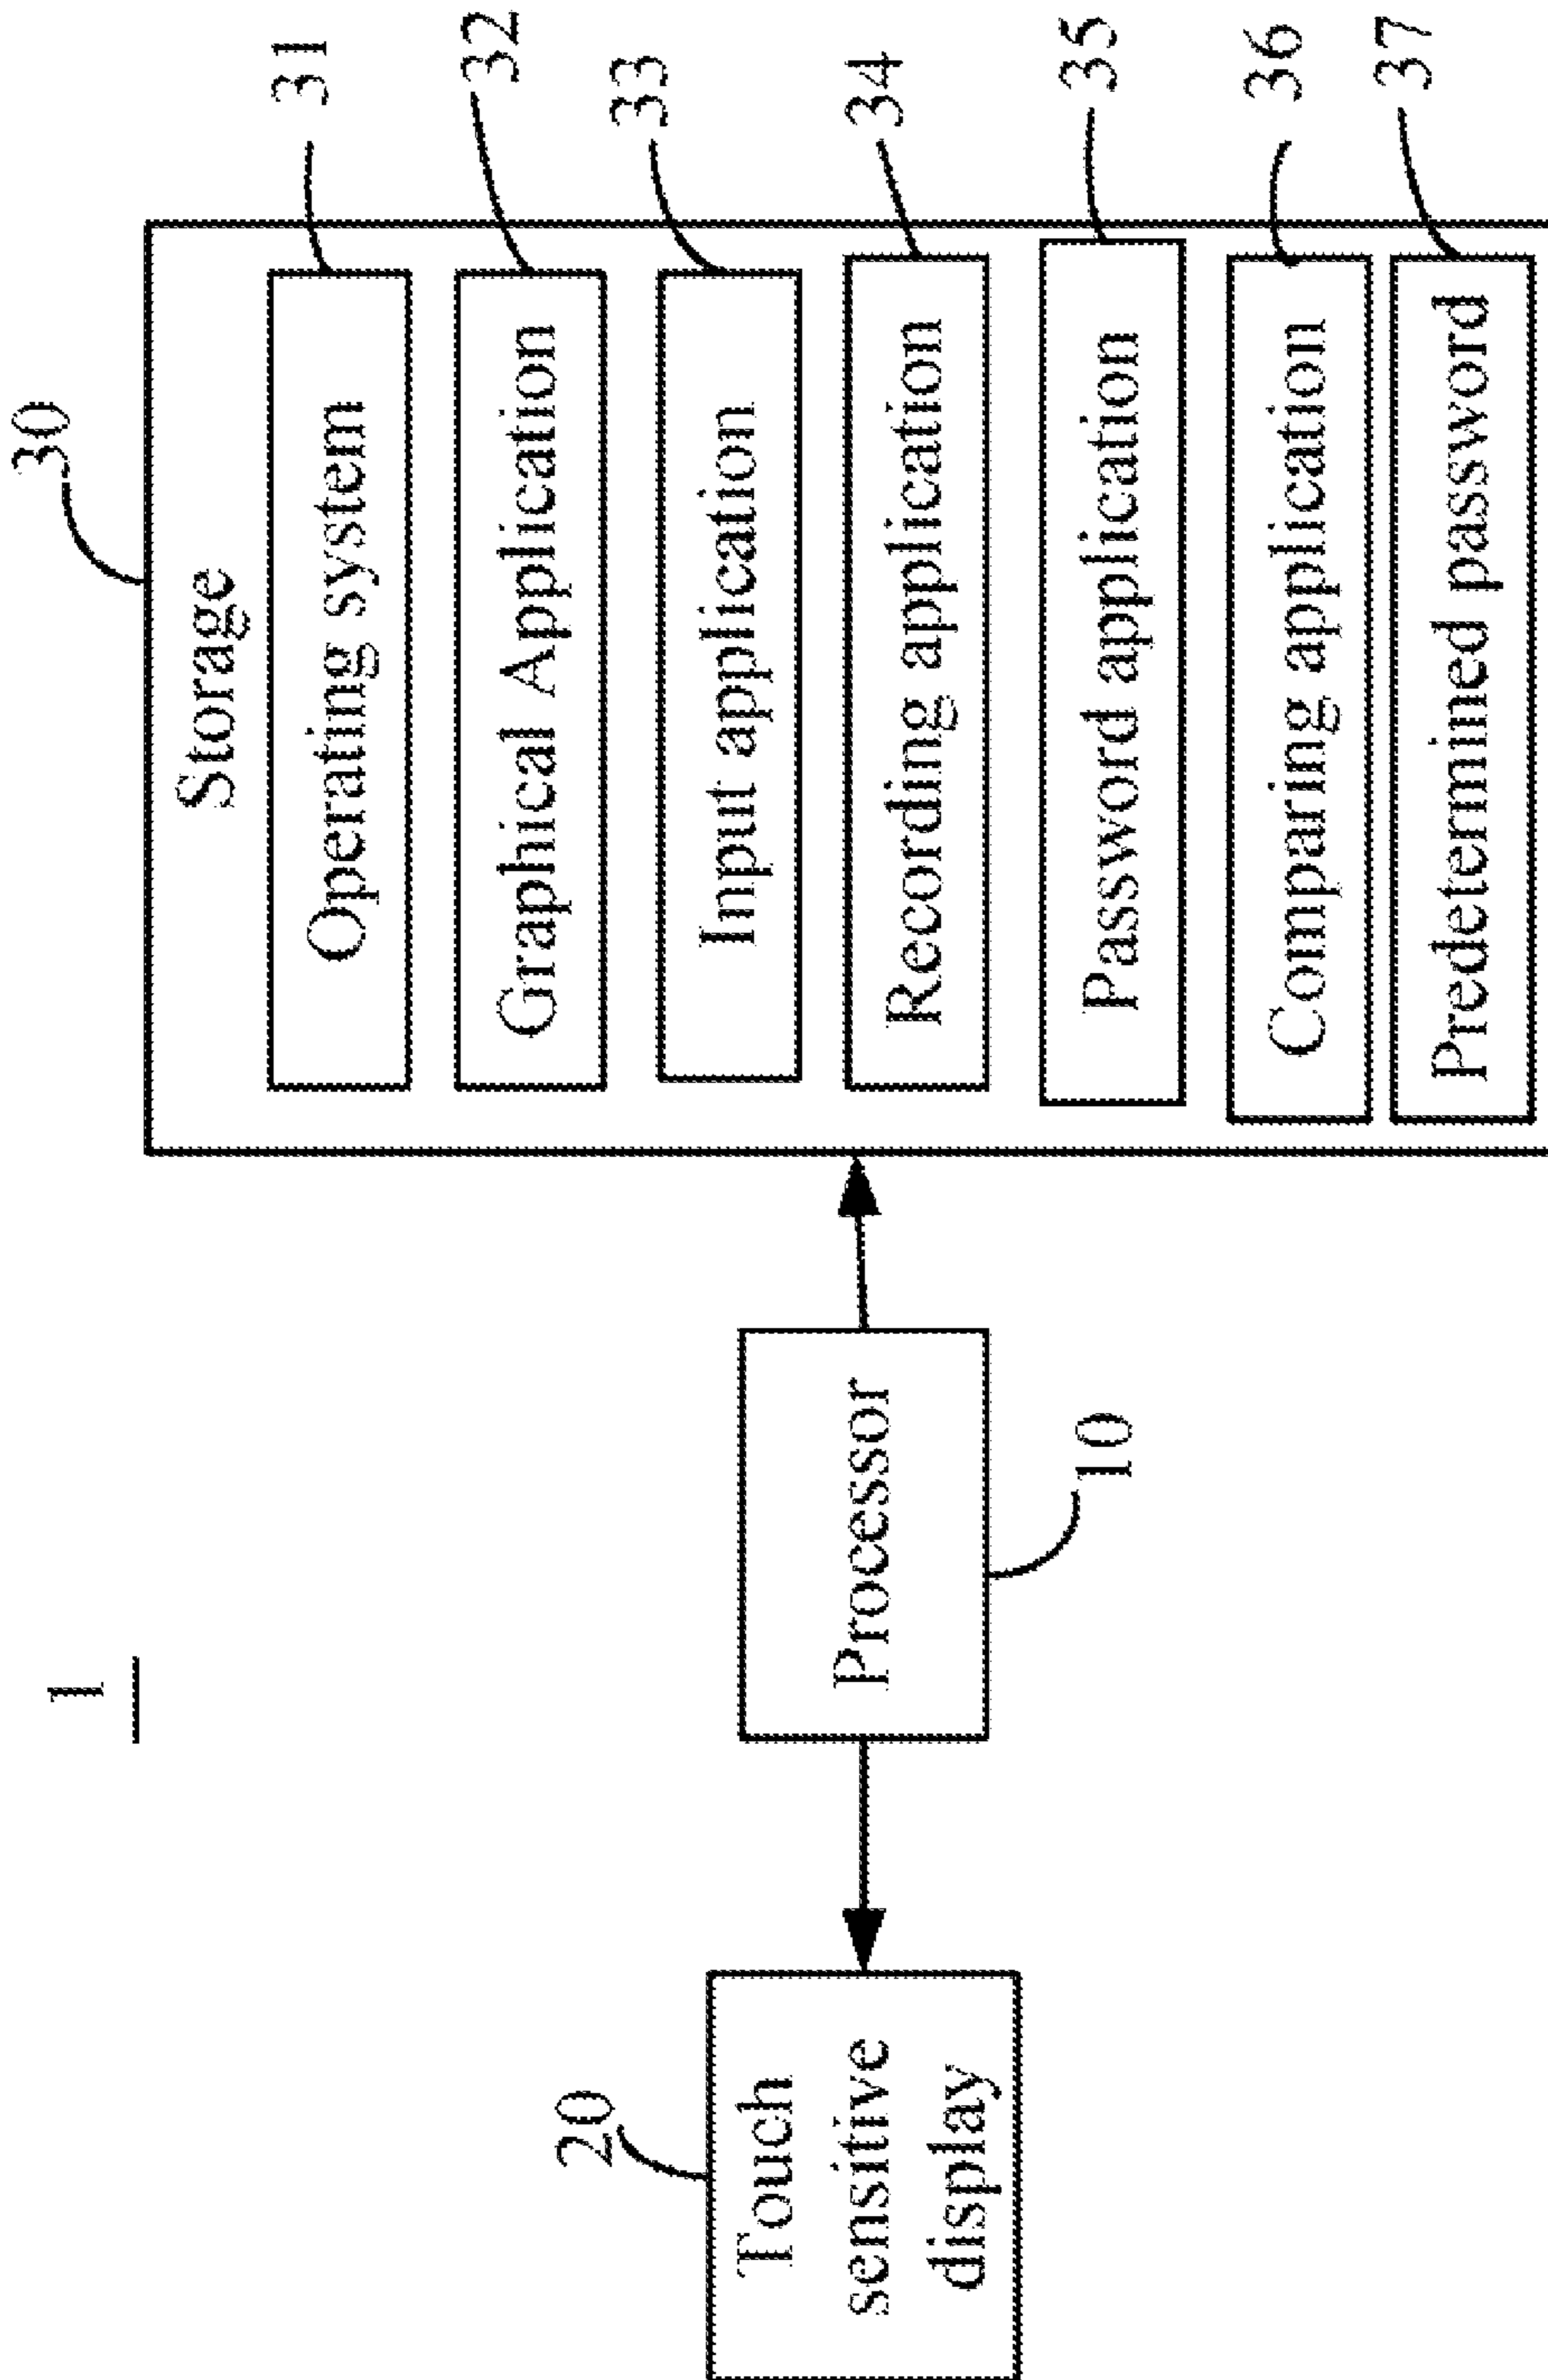 1
30
Storage
Operating system
31
Graphical Application
32
Input application
33
Recording application
34
Password application
35
Comparing application
36
Predetermined password
37
Processor
10
20
Touch
sensitive
display